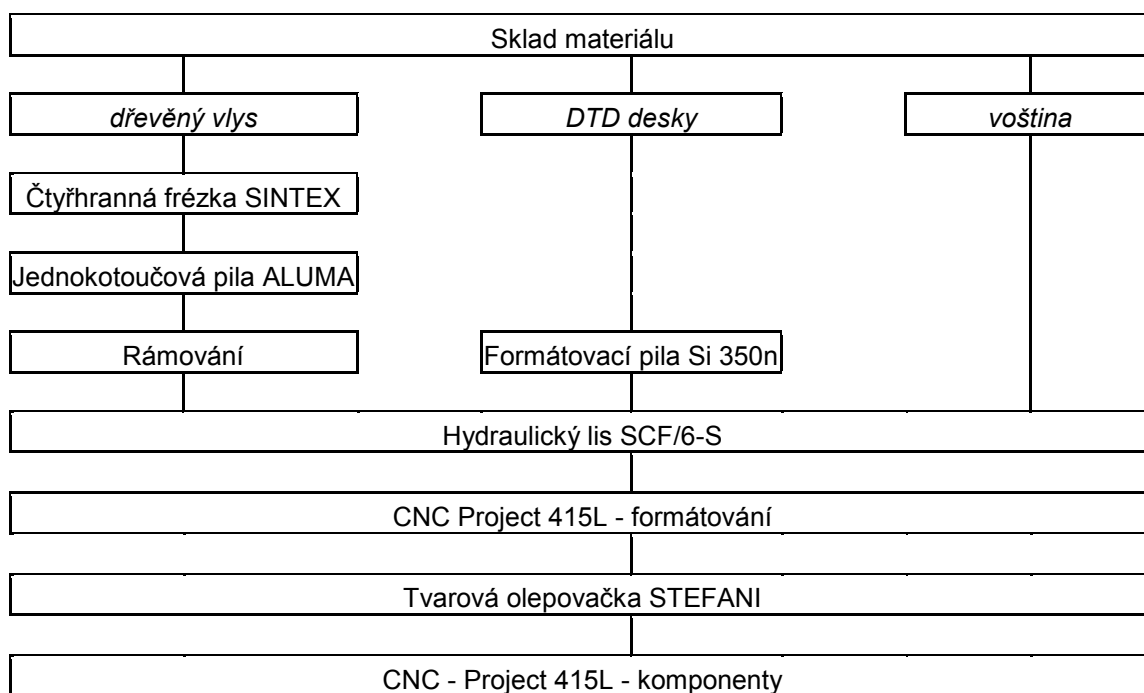 Sklad materiálu
dřevěný vlys
DTD desky
voština
Čtyřhranná frézka SINTEX
Jednokotoučová pila ALUMA
Rámování
Formátovací pila Si 350n
Hydraulický lis SCF/6-S
CNC Project 415L - formátování
Tvarová olepovačka STEFANI
CNC - Project 415L - komponenty